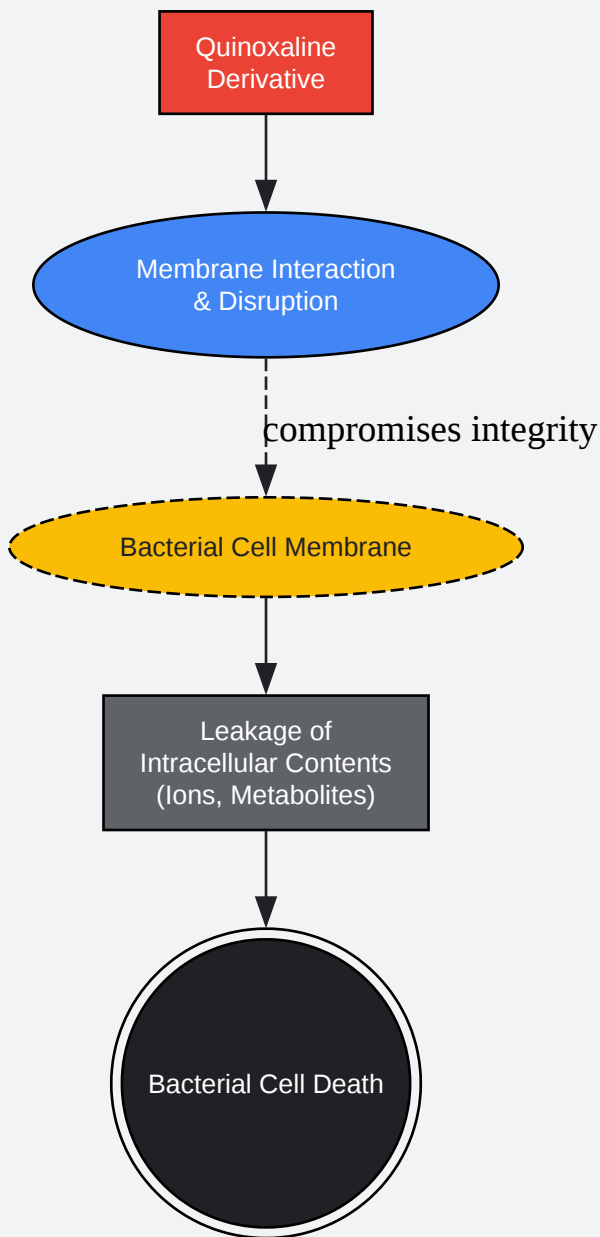 Quinoxaline
Derivative
Membrane Interaction
& Disruption
compromises integrity
Bacterial Cell Membrane
Leakage of
Intracellular Contents
(Ions, Metabolites)
Bacterial Cell Death